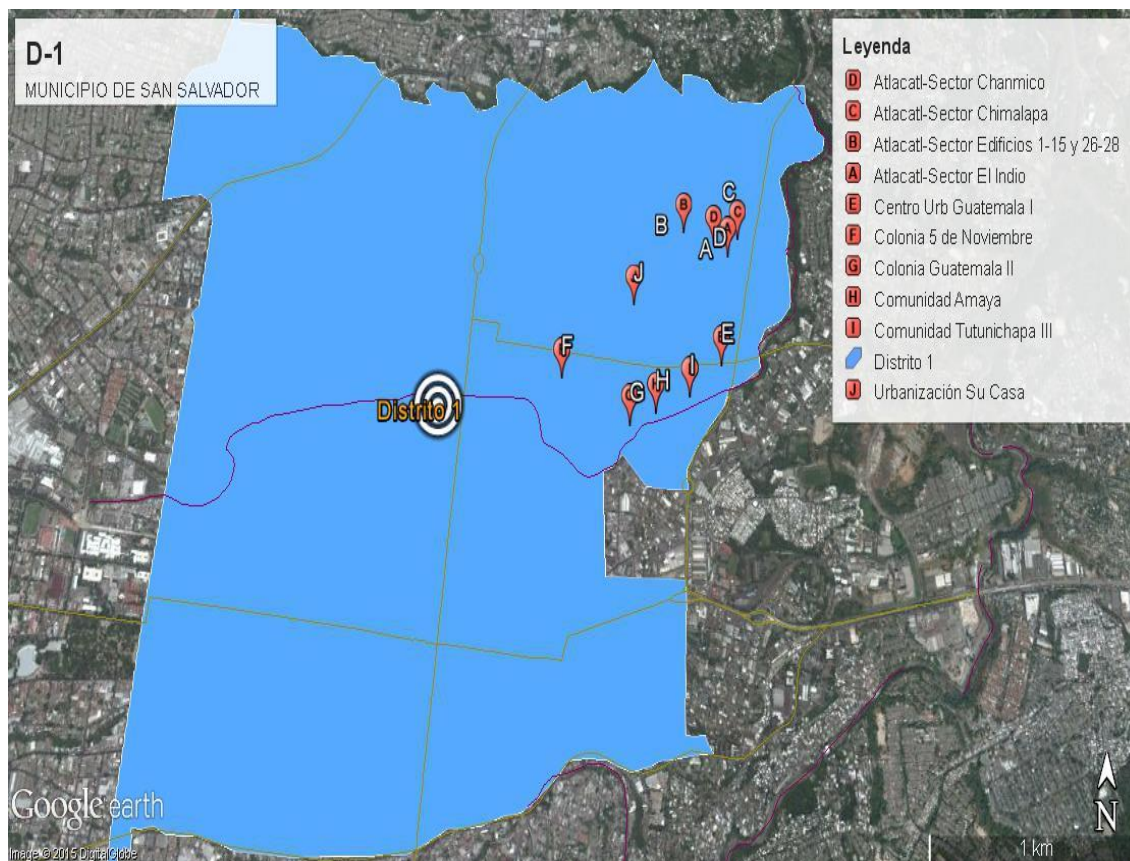 D-1
MUNICIPIO DE SAN SALVADOR
Leyenda
D Atlacatl-Sector Chanmico
C Atlacatl-Sector Chimalapa
B Atlacatl-Sector Edificios 1-15 y 26-28
A Atlacatl-Sector El Indio
E Centro Urb Guatemala I
F Colonia 5 de Noviembre
G Colonia Guatemala II
H Comunidad Amaya
I Comunidad Tutunichapa III
Distrito 1
J Urbanización Su Casa
C
B C
B D
D A
A
J
E
F
I
H
G
Distrito 1
Google earth
N
Image © 2015 DigitalGlobe
1 km